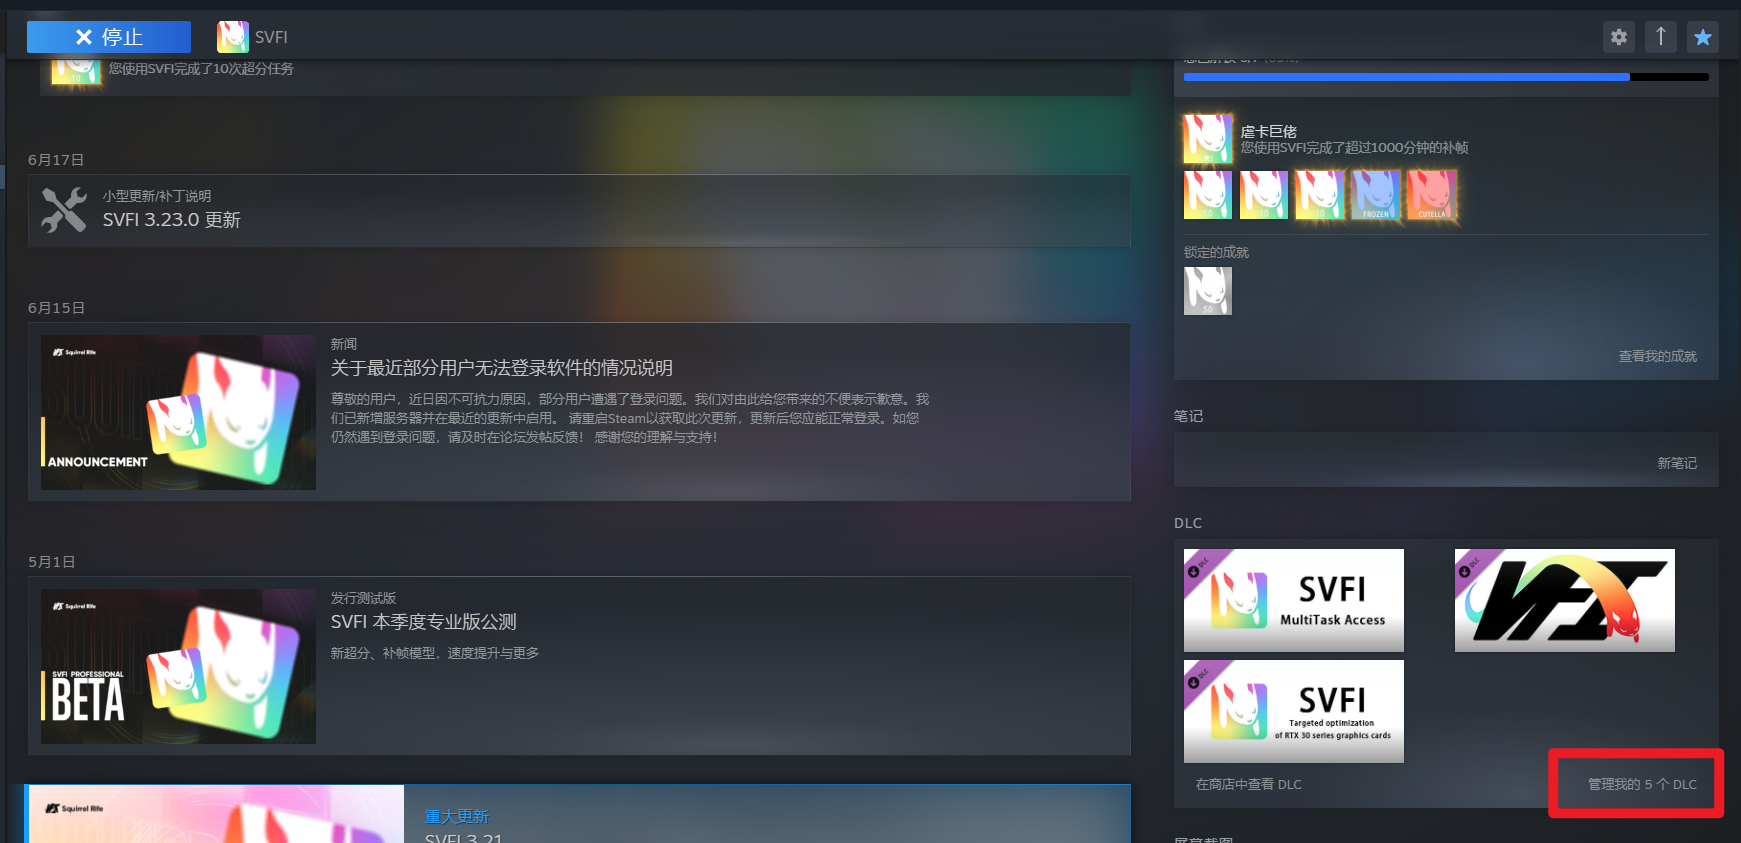 停止
SVFI
您使用SVFI完成了10次超分任务
6月17日
小型更新/补丁说明
SVFI 3.23.0 更新
6月15日
Squirrel Rife
ANNOUNCEMENT
新闻
关于最近部分用户无法登录软件的情况说明
尊敬的用户，近日因不可抗力原因，部分用户遭遇了登录问题。我们对由此给您带来的不便表示歉意。我
们已新增服务器并在最近的更新中启用。 请重启Steam以获取此次更新，更新后您应能正常登录。如您
仍然遇到登录问题，请及时在论坛发帖反馈！ 感谢您的理解与支持！
5月1日
Squirrel Rife
SVFI PROFESSIONAL
BETA
发行测试版
SVFI 本季度专业版公测
新超分、补帧模型，速度提升与更多
Squirrel Rife
重大更新
SVFI 3.21
虐卡巨佬
您使用SVFI完成了超过1000分钟的补帧
FROZEN
CUTELLA
锁定的成就
50
查看我的成就
笔记
新笔记
DLC
DLC
SVFI
MultiTask Access
DLC
VFI
DLC
SVFI
Targeted optimization
of RTX 30 series graphics cards
在商店中查看 DLC
管理我的 5 个 DLC